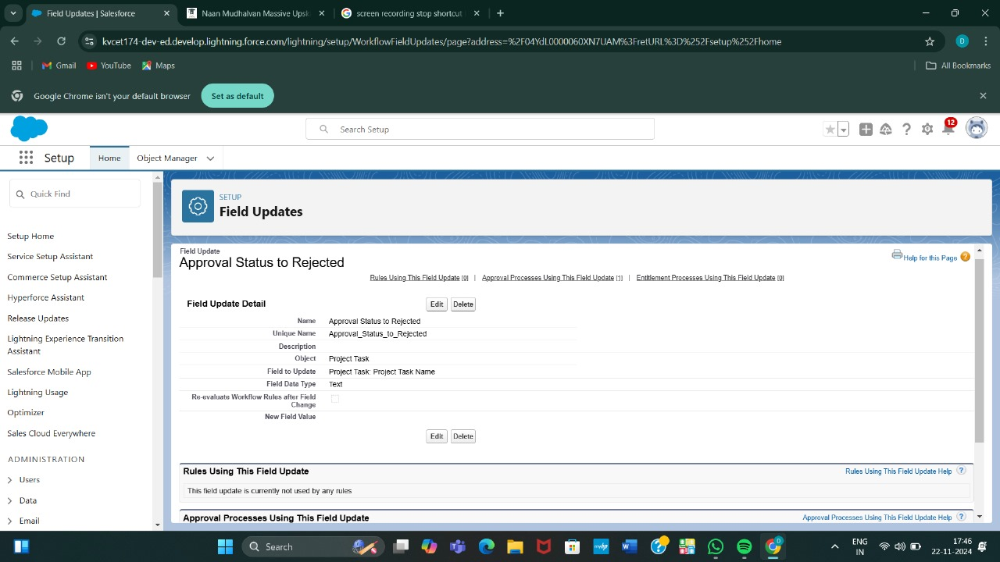 Field Updates | Salesforce
Naan Mudhalvan Massive Upsk
screen recording stop shortcut
kvcet174-dev-ed.develop.lightning.force.com/lightning/setup/WorkflowFieldUpdates/page?address=%2F04YdL0000060XN7UAM%3FretURL%3D%252Fsetup%252Fhome
D
Gmail
YouTube
Maps
All Bookmarks
Google Chrome isn't your default browser
Set as default
Search Setup
12
Setup
Home
Object Manager
Quick Find
SETUP
Field Updates
Setup Home
Service Setup Assistant
Commerce Setup Assistant
Hyperforce Assistant
Release Updates
Lightning Experience Transition
Assistant
Salesforce Mobile App
Lightning Usage
Optimizer
Sales Cloud Everywhere
ADMINISTRATION
Users
Data
Email
Field Update
Approval Status to Rejected
Help for this Page
Rules Using This Field Update [0] | Approval Processes Using This Field Update [1] | Entitlement Processes Using This Field Update [0]
Field Update Detail
Edit Delete
Name Approval Status to Rejected
Unique Name Approval_Status_to_Rejected
Description
Object Project Task
Field to Update Project Task: Project Task Name
Field Data Type Text
Re-evaluate Workflow Rules after Field
Change
New Field Value
Edit Delete
Rules Using This Field Update
Rules Using This Field Update Help
This field update is currently not used by any rules
Approval Processes Using This Field Update
Approval Processes Using This Field Update Help
Search
ENG
IN
17:46
22-11-2024